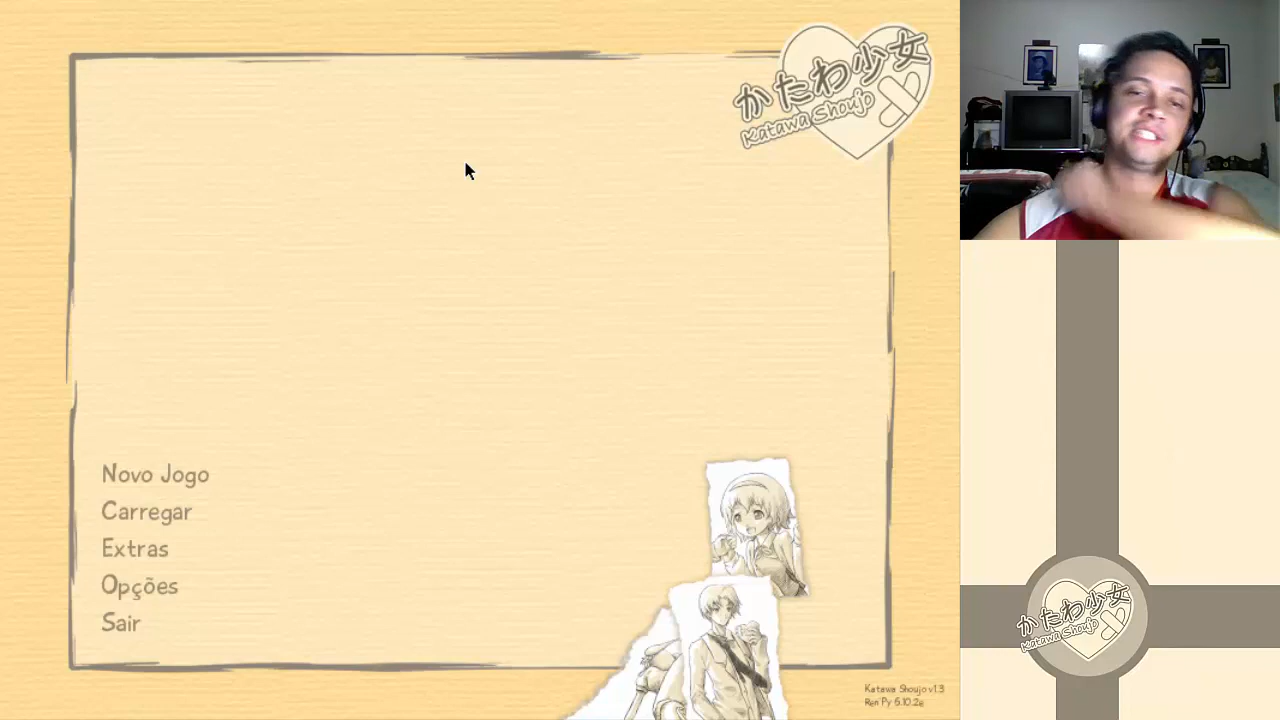 かたわ少女
Katawa Shoujo
Novo Jogo
Carregar
Extras
Opções
Sair
Katawa Shoujo v1.3
Ren'Py 6.10.2e
かたわ少女
Katawa Shoujo